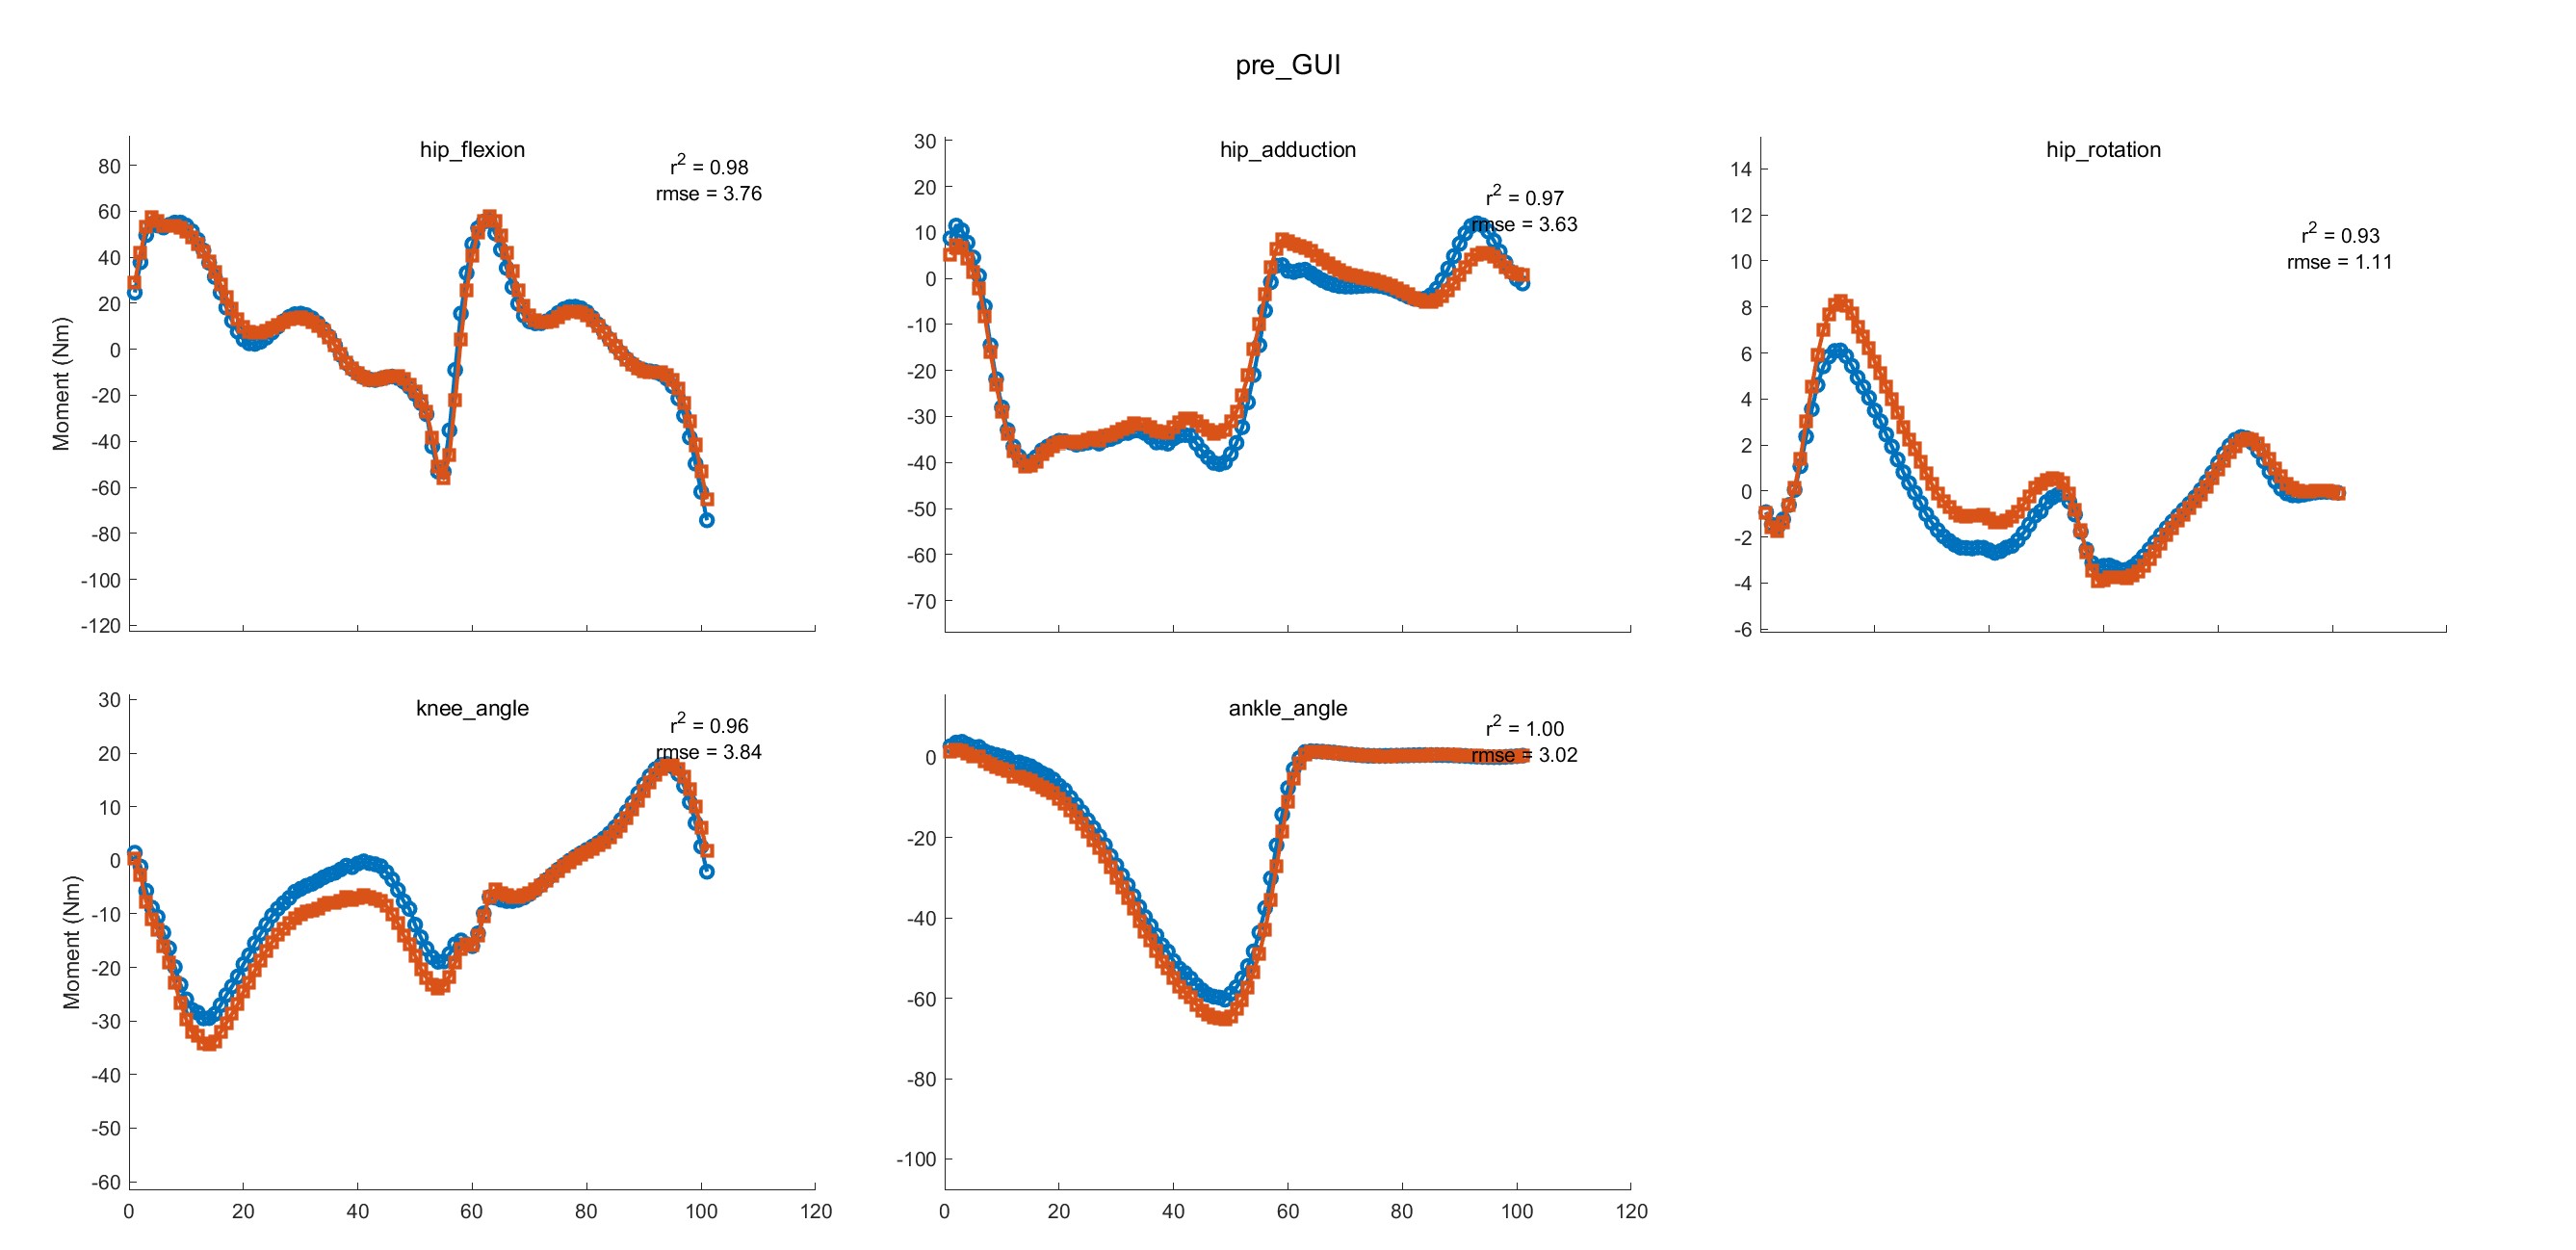 pre_GUI
hip_flexion
r2 = 0.98
rmse = 3.76
Moment (Nm)
80
60
40
20
0
-20
-40
-60
-80
-100
-120
hip_adduction
r2 = 0.97
rmse = 3.63
30
20
10
0
-10
-20
-30
-40
-50
-60
-70
hip_rotation
r2 = 0.93
rmse = 1.11
14
12
10
8
6
4
2
0
-2
-4
-6
knee_angle
r2 = 0.96
rmse = 3.84
Moment (Nm)
30
20
10
0
-10
-20
-30
-40
-50
-60
0 20 40 60 80 100 120
ankle_angle
r2 = 1.00
rmse = 3.02
0
-20
-40
-60
-80
-100
0 20 40 60 80 100 120